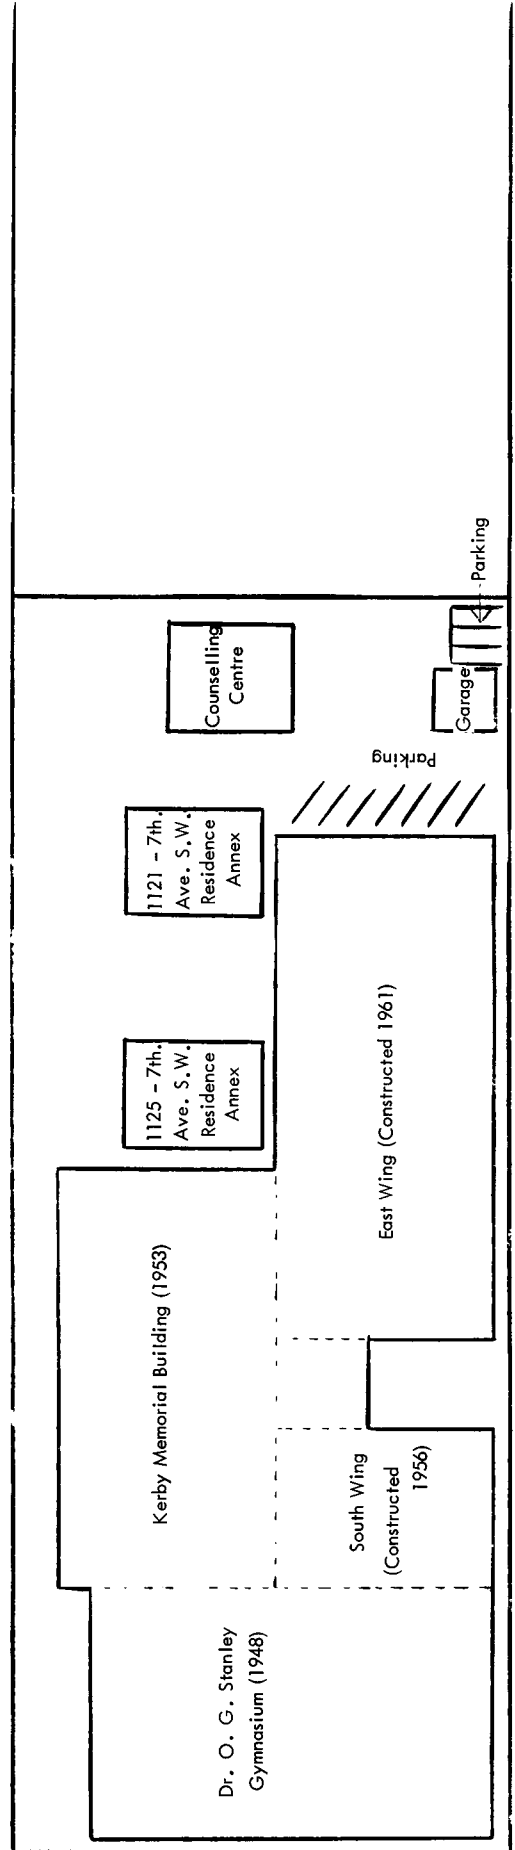 Dr. O. G. Stanley
Gymnasium (1948)
Kerby Memorial Building (1953)
South Wing
(Constructed
1956)
East Wing (Constructed 1961)
1125 - 7th.
Ave. S.W.
Residence
Annex
1121 - 7th.
Ave. S.W.
Residence
Annex
Counselling
Centre
Parking
Garage
Parking